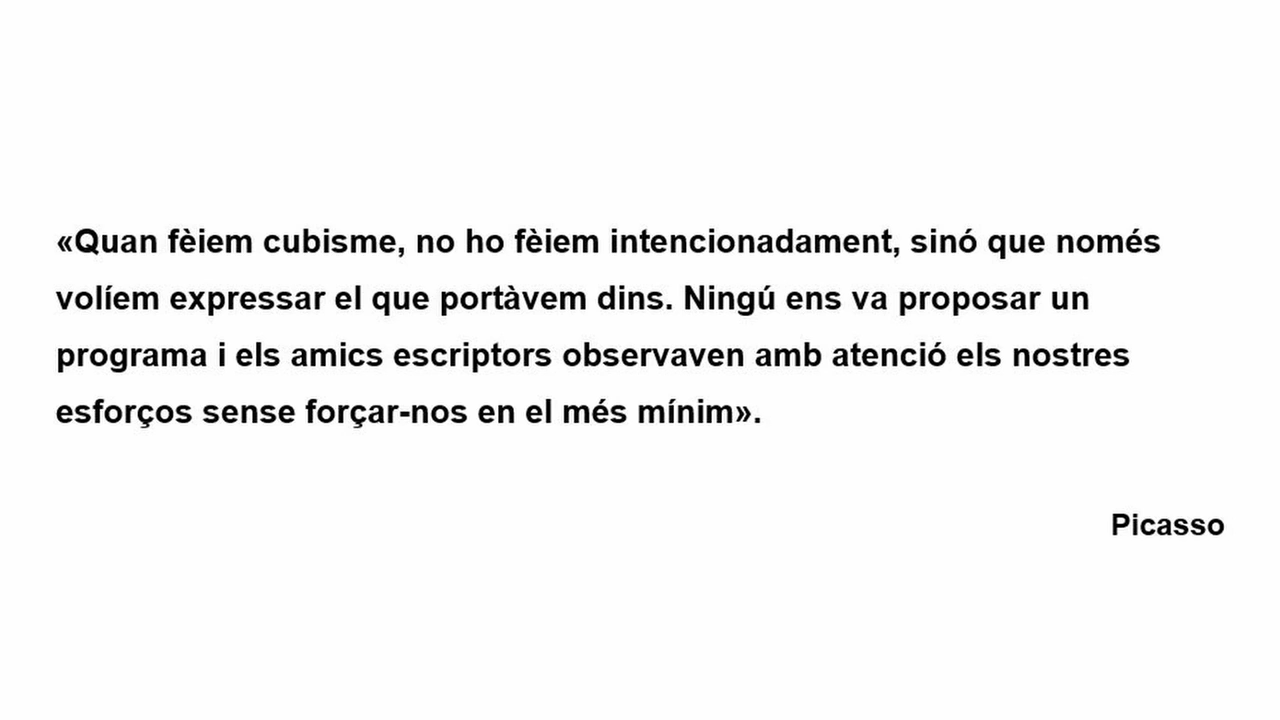 «Quan fèiem cubisme, no ho fèiem intencionadament, sinó que només
volíem expressar el que portàvem dins. Ningú ens va proposar un
programa i els amics escriptors observaven amb atenció els nostres
esforços sense forçar-nos en el més mínim».
Picasso